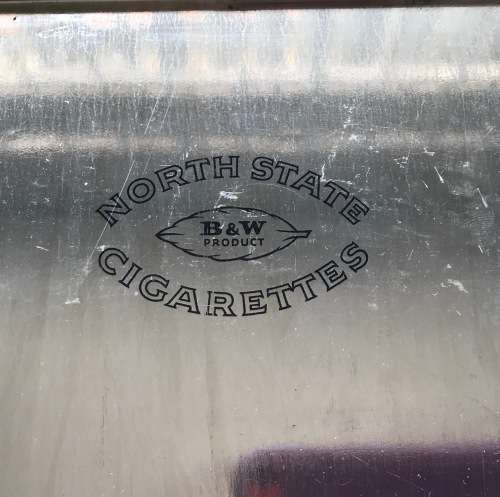 NORTH STATE
B&W
PRODUCT
CIGARETTES